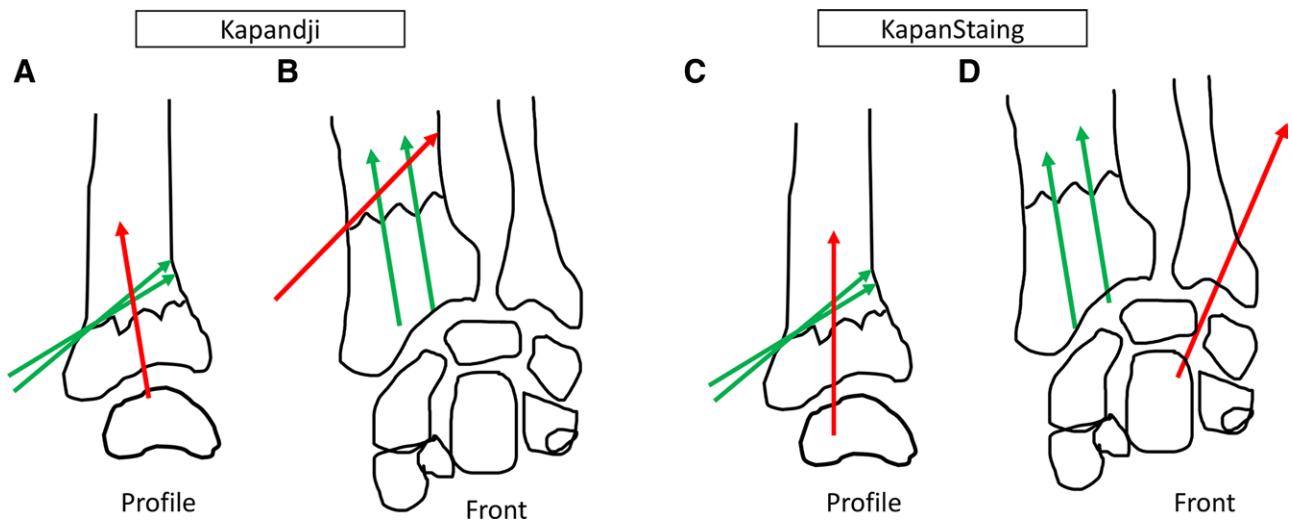 Kapandji
KapanStaing
A
B
C
D
Profile
Front
Profile
Front